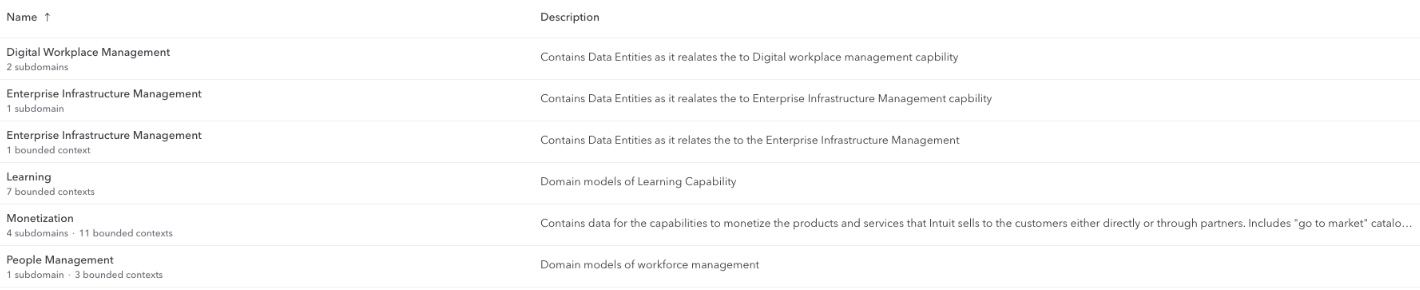 Name ↑ Description
Digital Workplace Management
2 subdomains
Contains Data Entities as it realates the to Digital workplace management capbility
Enterprise Infrastructure Management
1 subdomain
Contains Data Entities as it realates the to Enterprise Infrastructure Management capbility
Enterprise Infrastructure Management
1 bounded context
Contains Data Entities as it relates the to the Enterprise Infrastructure Management
Learning
7 bounded contexts
Domain models of Learning Capability
Monetization
4 subdomains · 11 bounded contexts
Contains data for the capabilities to monetize the products and services that Intuit sells to the customers either directly or through partners. Includes "go to market" catalo...
People Management
1 subdomain · 3 bounded contexts
Domain models of workforce management